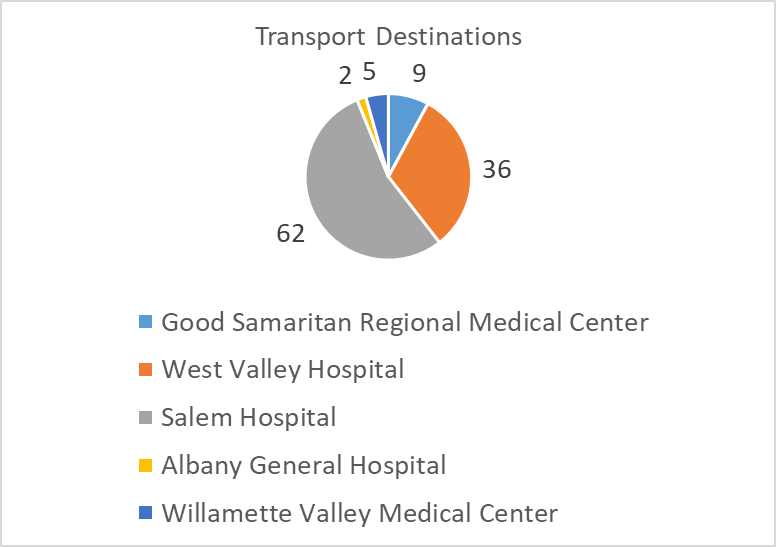 Transport Destinations
2
5
9
36
62
Good Samaritan Regional Medical Center
West Valley Hospital
Salem Hospital
Albany General Hospital
Willamette Valley Medical Center